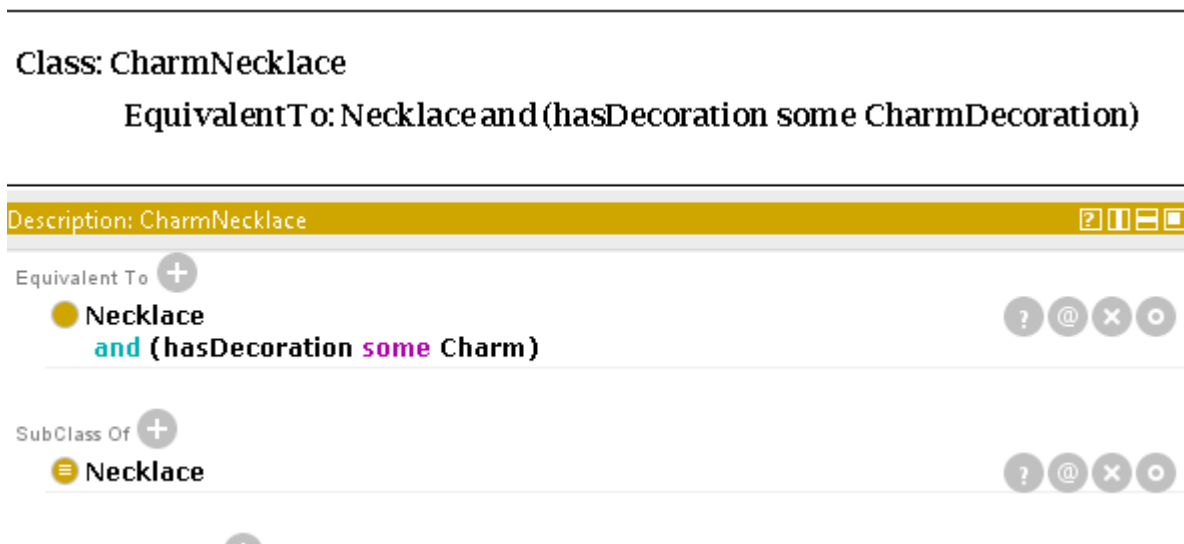 Class: CharmNecklace
EquivalentTo: Necklace and (hasDecoration some CharmDecoration)
Description: CharmNecklace
Equivalent To
Necklace
and (hasDecoration some Charm)
SubClass Of
Necklace